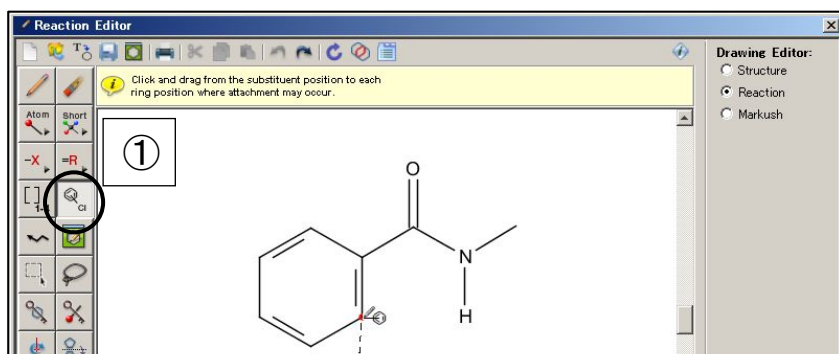 Reaction Editor
Drawing Editor:
Structure
Reaction
Markush
Click and drag from the substituent position to each
ring position where attachment may occur.
Atom
Short
-X
=R
①
[ ]
Cl
O
N
H